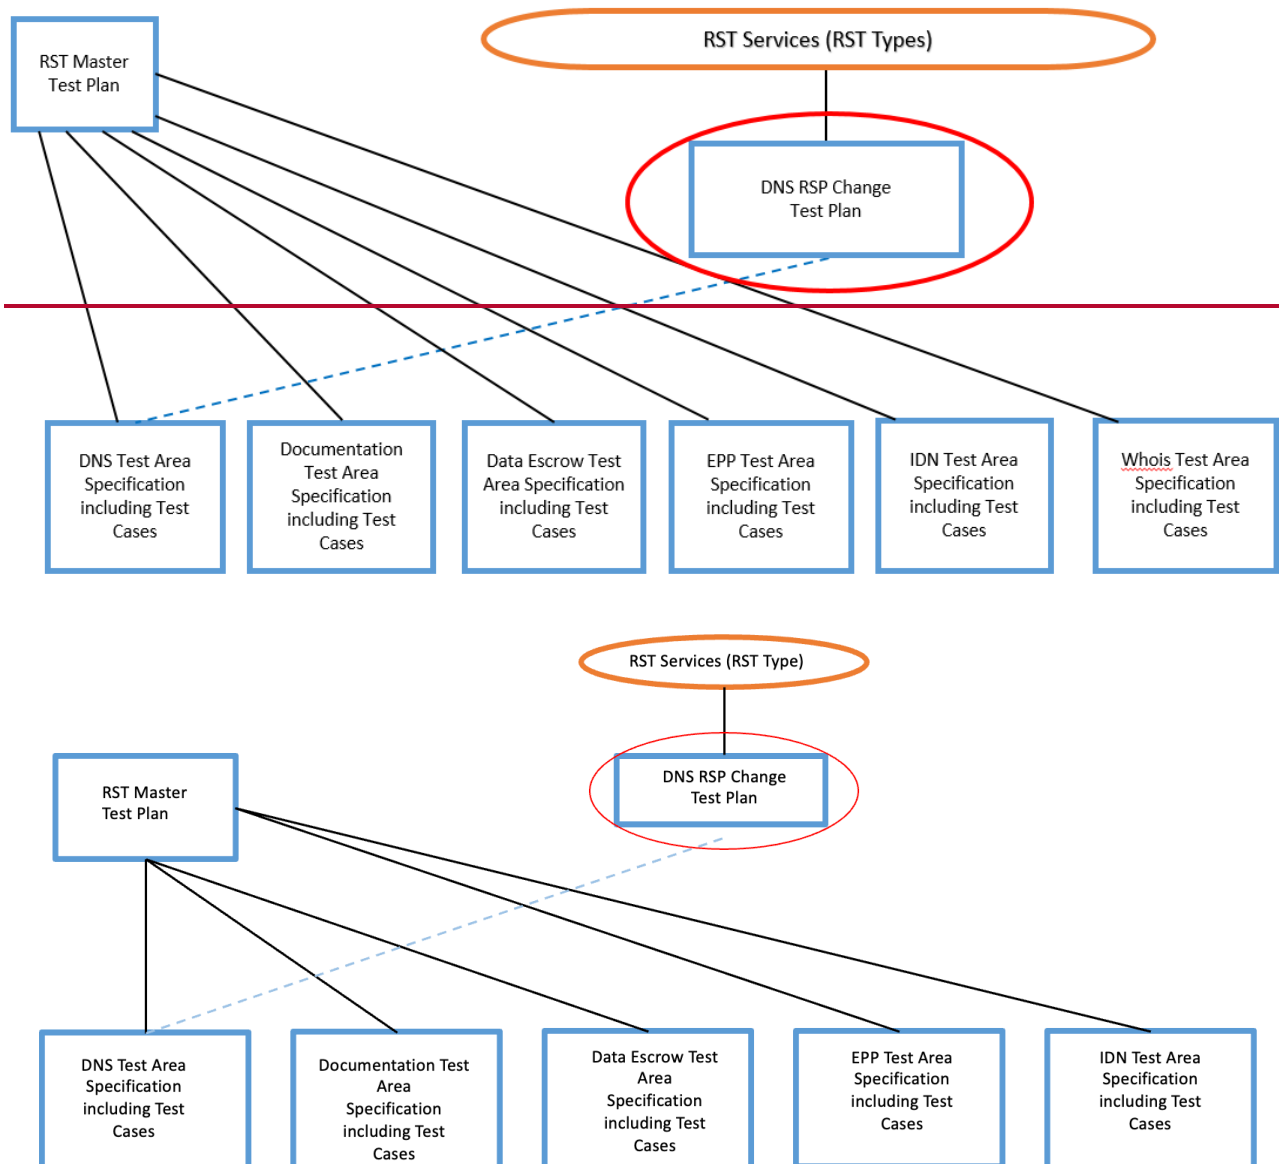 RST Master
Test Plan
RST Services (RST Types)
DNS RSP Change
Test Plan
DNS Test Area
Specification
including Test
Cases
Documentation
Test Area
Specification
including Test
Cases
Data Escrow Test
Area Specification
including Test
Cases
EPP Test Area
Specification
including Test
Cases
IDN Test Area
Specification
including Test
Cases
Whois Test Area
Specification
including Test
Cases
RST Services (RST Type)
RST Master
Test Plan
DNS RSP Change
Test Plan
DNS Test Area
Specification
including Test
Cases
Documentation Test
Area
Specification
including Test
Cases
Data Escrow Test
Area
Specification
including Test
Cases
EPP Test Area
Specification
including Test
Cases
IDN Test Area
Specification
including Test
Cases